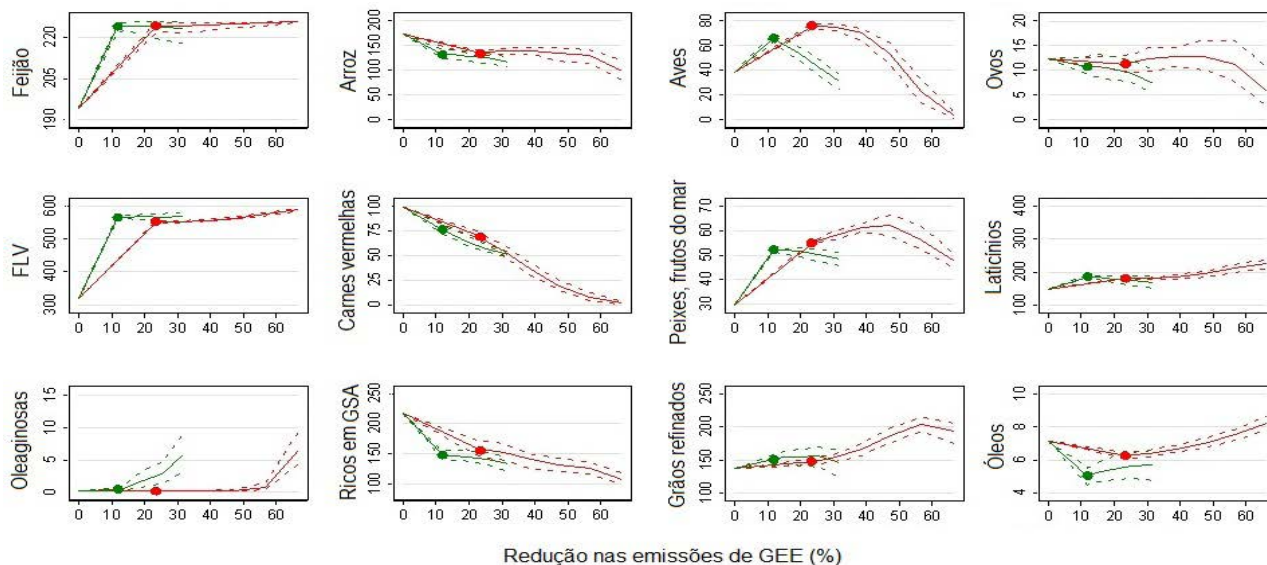 Feijão
190 205 220
0 10 20 30 40 50 60
Arroz
0 50 100 150 200
0 10 20 30 40 50 60
Aves
0 20 40 60 80
0 10 20 30 40 50 60
Ovos
0 5 10 15 20
0 10 20 30 40 50 60
FLV
300 400 500 600
0 10 20 30 40 50 60
Carnes vermelhas
0 25 50 75 100
0 10 20 30 40 50 60
Peixes, frutos do mar
30 40 50 60 70
0 10 20 30 40 50 60
Laticínios
100 200 300 400
0 10 20 30 40 50 60
Oleaginosas
0 5 10 15
0 10 20 30 40 50 60
Ricos em GSA
100 150 200 250
0 10 20 30 40 50 60
Grãos refinados
100 150 200 250
0 10 20 30 40 50 60
Óleos
4 6 8 10
0 10 20 30 40 50 60
Redução nas emissões de GEE (%)